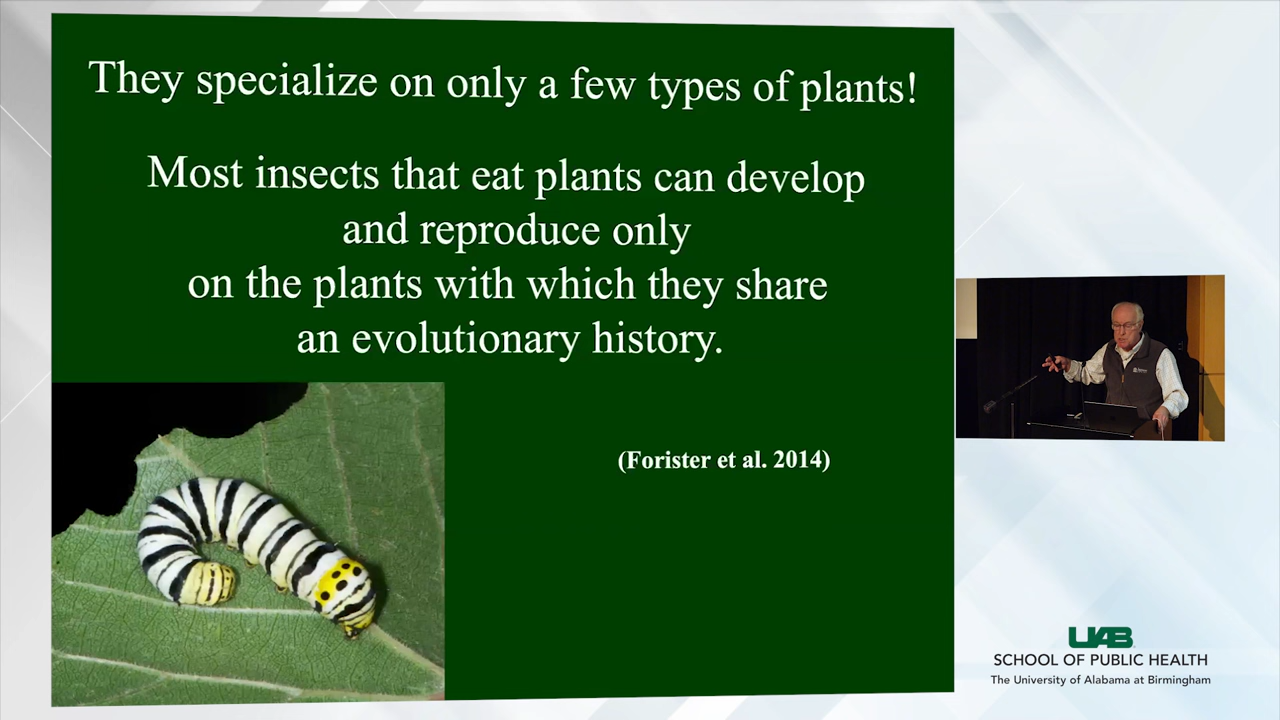 They specialize on only a few types of plants!
Most insects that eat plants can develop
and reproduce only
on the plants with which they share
an evolutionary history.
(Forister et al. 2014)
UAB
SCHOOL OF PUBLIC HEALTH
The University of Alabama at Birmingham